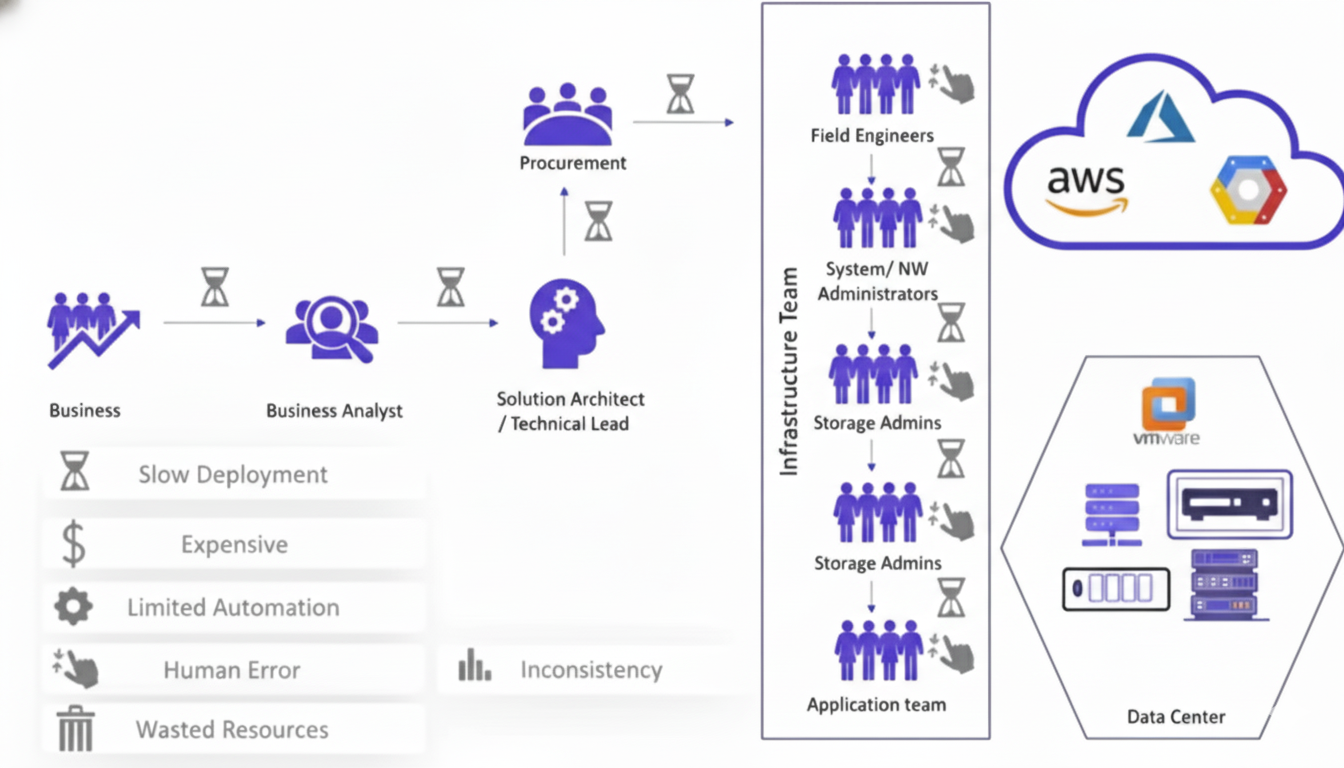 Procurement
Business
Business Analyst
Solution Architect
/ Technical Lead
Slow Deployment
$
Expensive
Limited Automation
Human Error
Wasted Resources
Inconsistency
Infrastructure Team
Field Engineers
System/ NW
Administrators
Storage Admins
Storage Admins
Application team
aws
vmware
Data Center